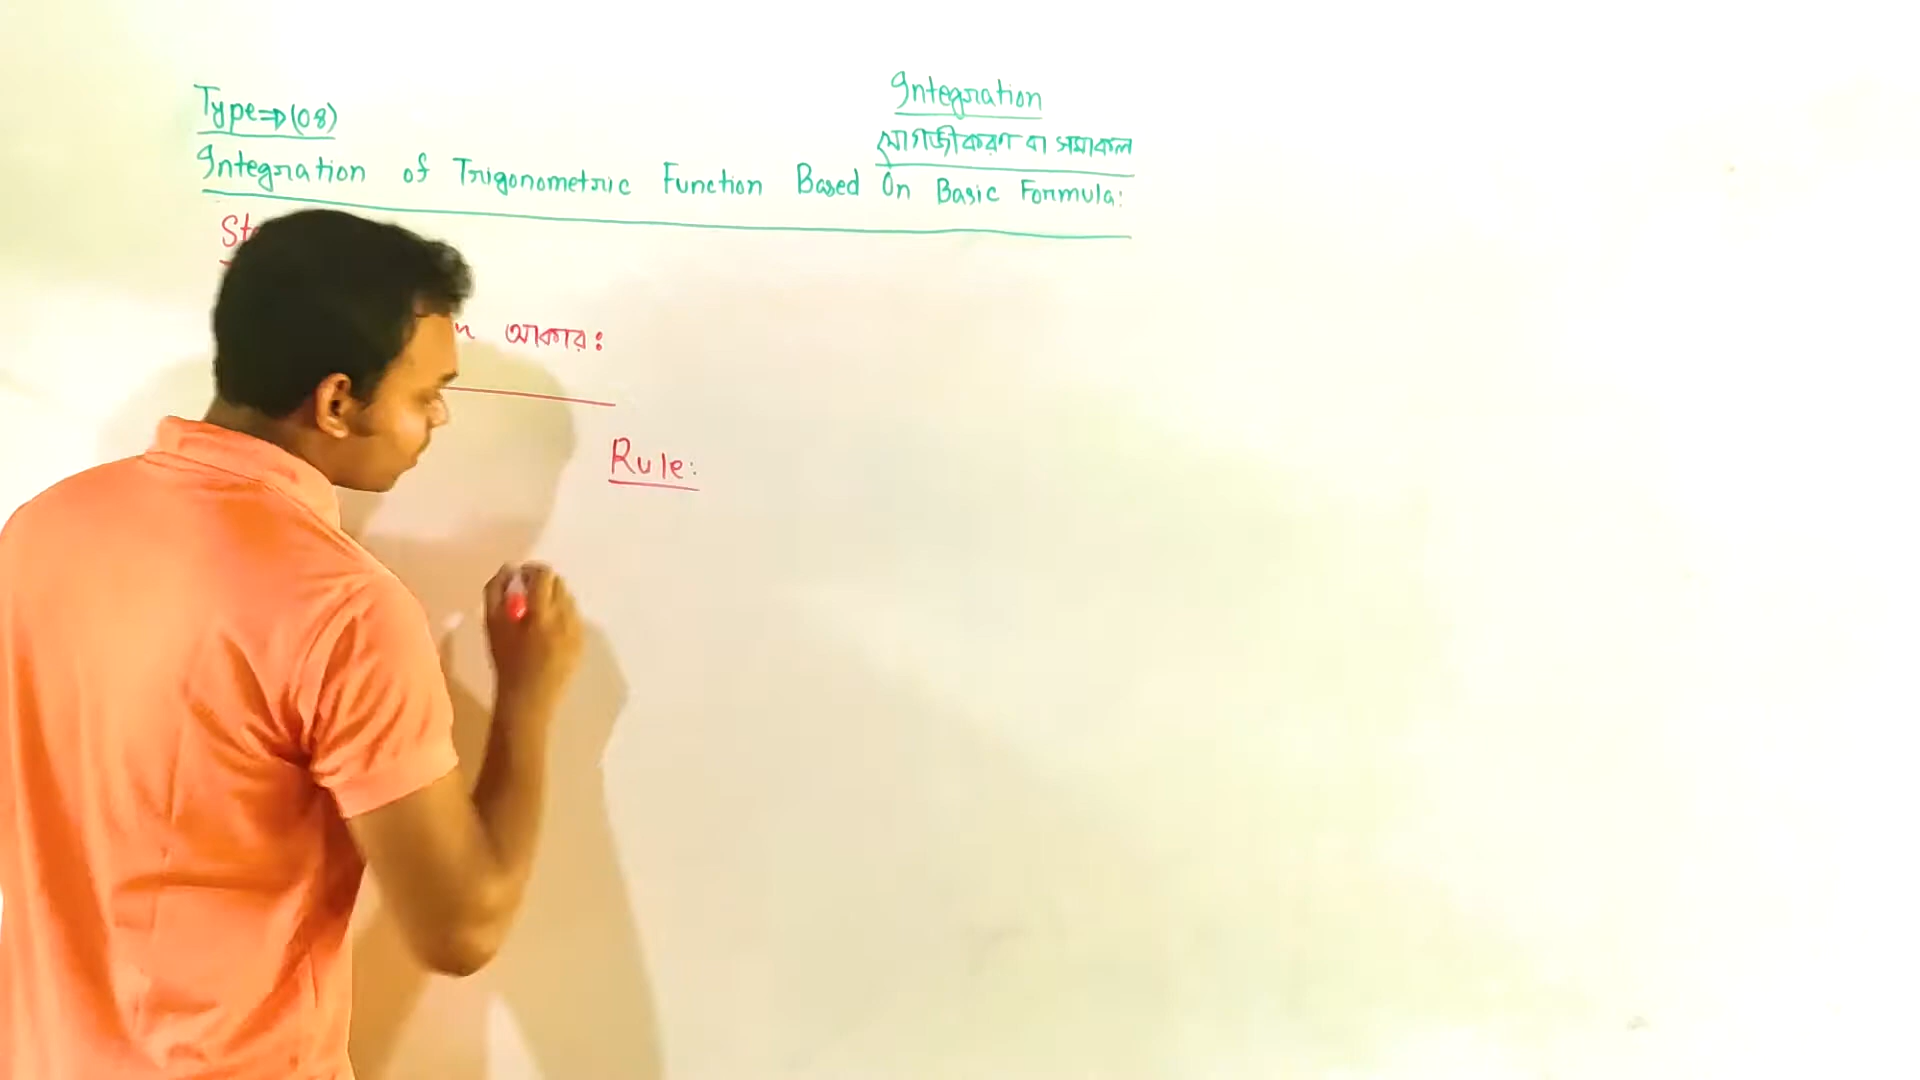 Integration
Type⇒(08)
যোগজীকরণ বা সমাকলন
Integration of Trigonometric Function Based On Basic Formula:
আকার:
Rule: